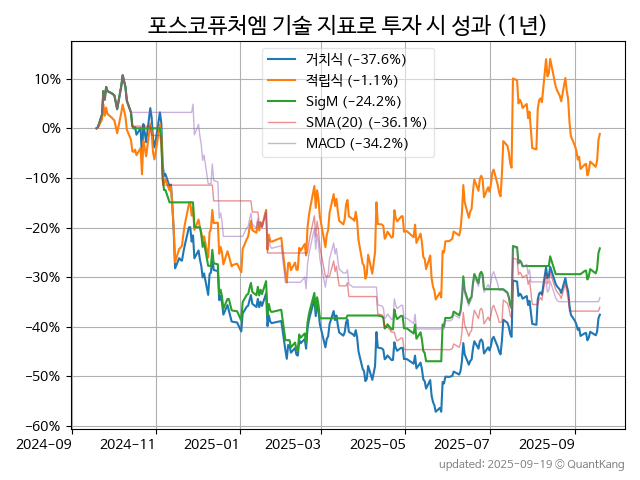 포스코퓨처엠 기술 지표로 투자 시 성과 (1년)
거치식 (−37.6%)
적립식 (−1.1%)
SigM (−24.2%)
SMA(20) (−36.1%)
MACD (−34.2%)
10%
0%
−10%
−20%
−30%
−40%
−50%
−60%
2024-09 2024-11 2025-01 2025-03 2025-05 2025-07 2025-09
updated: 2025-09-19 © QuantKang